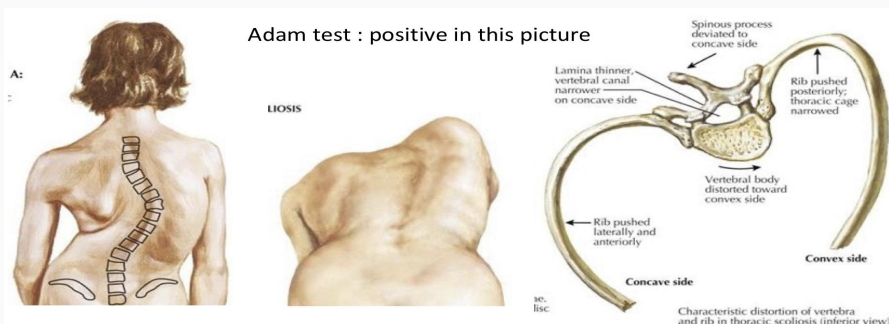 Adam test : positive in this picture
A:
LIOSIS
Spinous process
deviated to
concave side
Lamina thinner,
vertebral canal
narrower
on concave side
Rib pushed
posteriorly;
thoracic cage
narrowed
Vertebral body
distorted toward
convex side
Rib pushed
laterally and
anteriorly
Convex side
Concave side
ne.
lisc
Characteristic distortion of vertebra
and rib in thoracic scoliosis (inferior view)